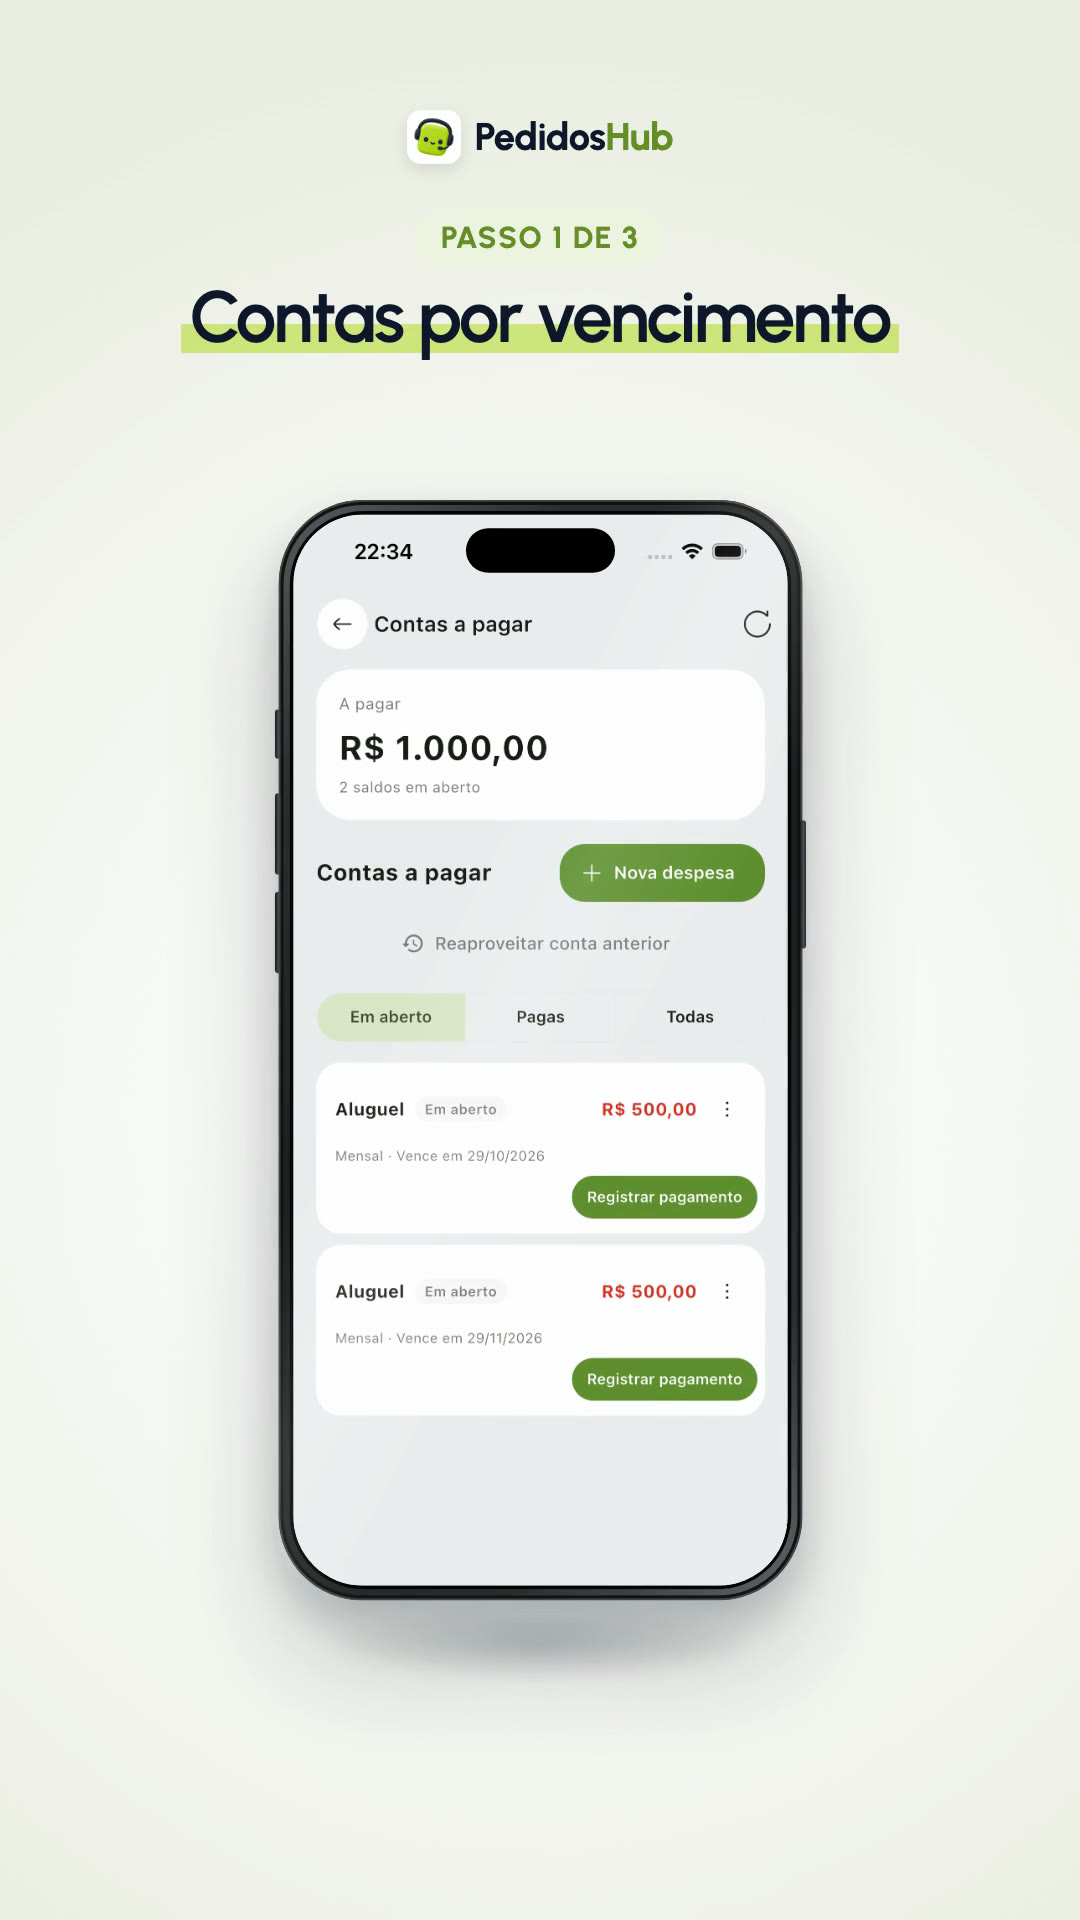 PedidosHub
PASSO 1 DE 3
Contas por vencimento
22:34
Contas a pagar
A pagar
R$ 1.000,00
2 saldos em aberto
Contas a pagar
Nova despesa
Reaproveitar conta anterior
Em aberto Pagas Todas
Aluguel Em aberto R$ 500,00
Mensal · Vence em 29/10/2026
Registrar pagamento
Aluguel Em aberto R$ 500,00
Mensal · Vence em 29/11/2026
Registrar pagamento